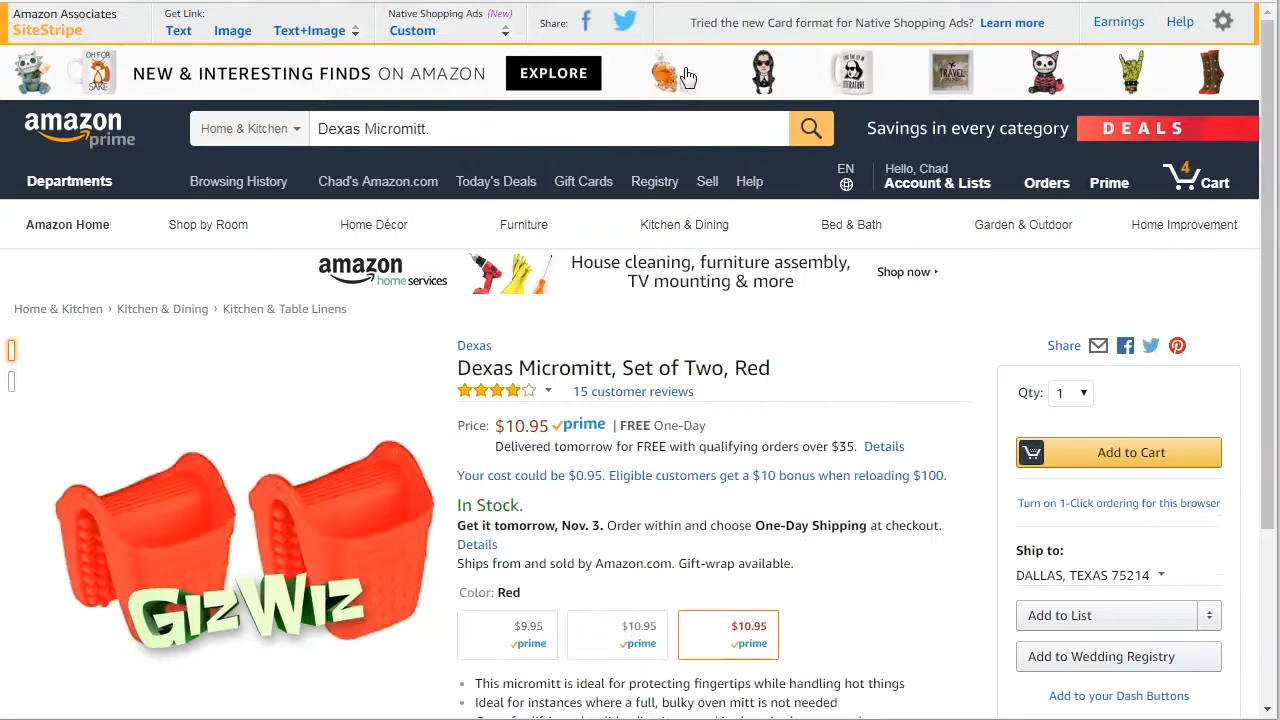 Amazon Associates
SiteStripe
Get Link:
Text Image Text+Image
Native Shopping Ads (New)
Custom
Share:
Tried the new Card format for Native Shopping Ads? Learn more
Earnings Help
OH FOR
SAKE
NEW & INTERESTING FINDS ON AMAZON EXPLORE
LITERATURE
TRAVEL
amazon
prime
Home & Kitchen
Dexas Micromitt.
Savings in every category DEALS
Departments
Browsing History Chad's Amazon.com Today's Deals Gift Cards Registry Sell Help
EN
Hello, Chad
Account & Lists
Orders Prime
4
Cart
Amazon Home Shop by Room Home Décor Furniture Kitchen & Dining Bed & Bath Garden & Outdoor Home Improvement
amazon
home services
House cleaning, furniture assembly,
TV mounting & more
Shop now
Home & Kitchen › Kitchen & Dining › Kitchen & Table Linens
Dexas
Dexas Micromitt, Set of Two, Red
15 customer reviews
Price: $10.95 prime | FREE One-Day
Delivered tomorrow for FREE with qualifying orders over $35. Details
Your cost could be $0.95. Eligible customers get a $10 bonus when reloading $100.
In Stock.
Get it tomorrow, Nov. 3. Order within and choose One-Day Shipping at checkout.
Details
Ships from and sold by Amazon.com. Gift-wrap available.
Color: Red
$9.95
prime
$10.95
prime
$10.95
prime
This micromitt is ideal for protecting fingertips while handling hot things
Ideal for instances where a full, bulky oven mitt is not needed
GizWiz
Share
Qty: 1
Add to Cart
Turn on 1-Click ordering for this browser
Ship to:
DALLAS, TEXAS 75214
Add to List
Add to Wedding Registry
Add to your Dash Buttons